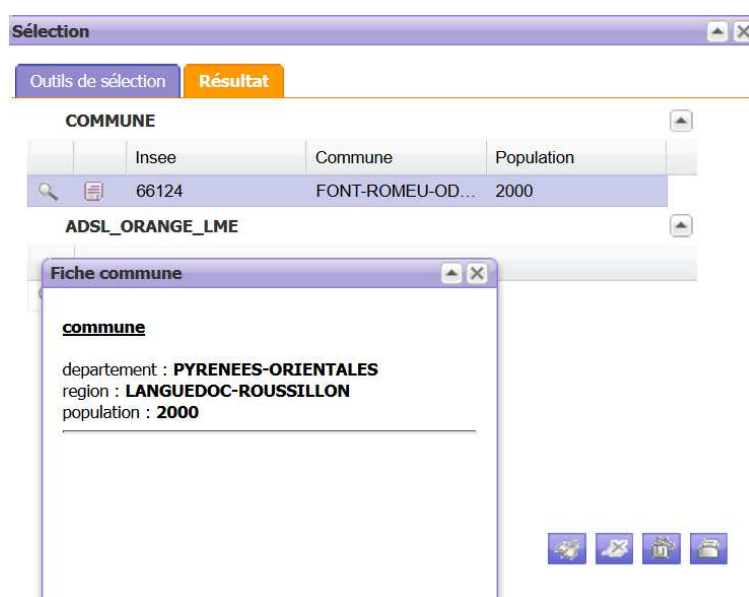 Sélection
Outils de sélection Résultat
COMMUNE
Insee Commune Population
66124 FONT-ROMEU-OD... 2000
ADSL_ORANGE_LME
Fiche commune
commune
departement : PYRENEES-ORIENTALES
region : LANGUEDOC-ROUSSILLON
population : 2000